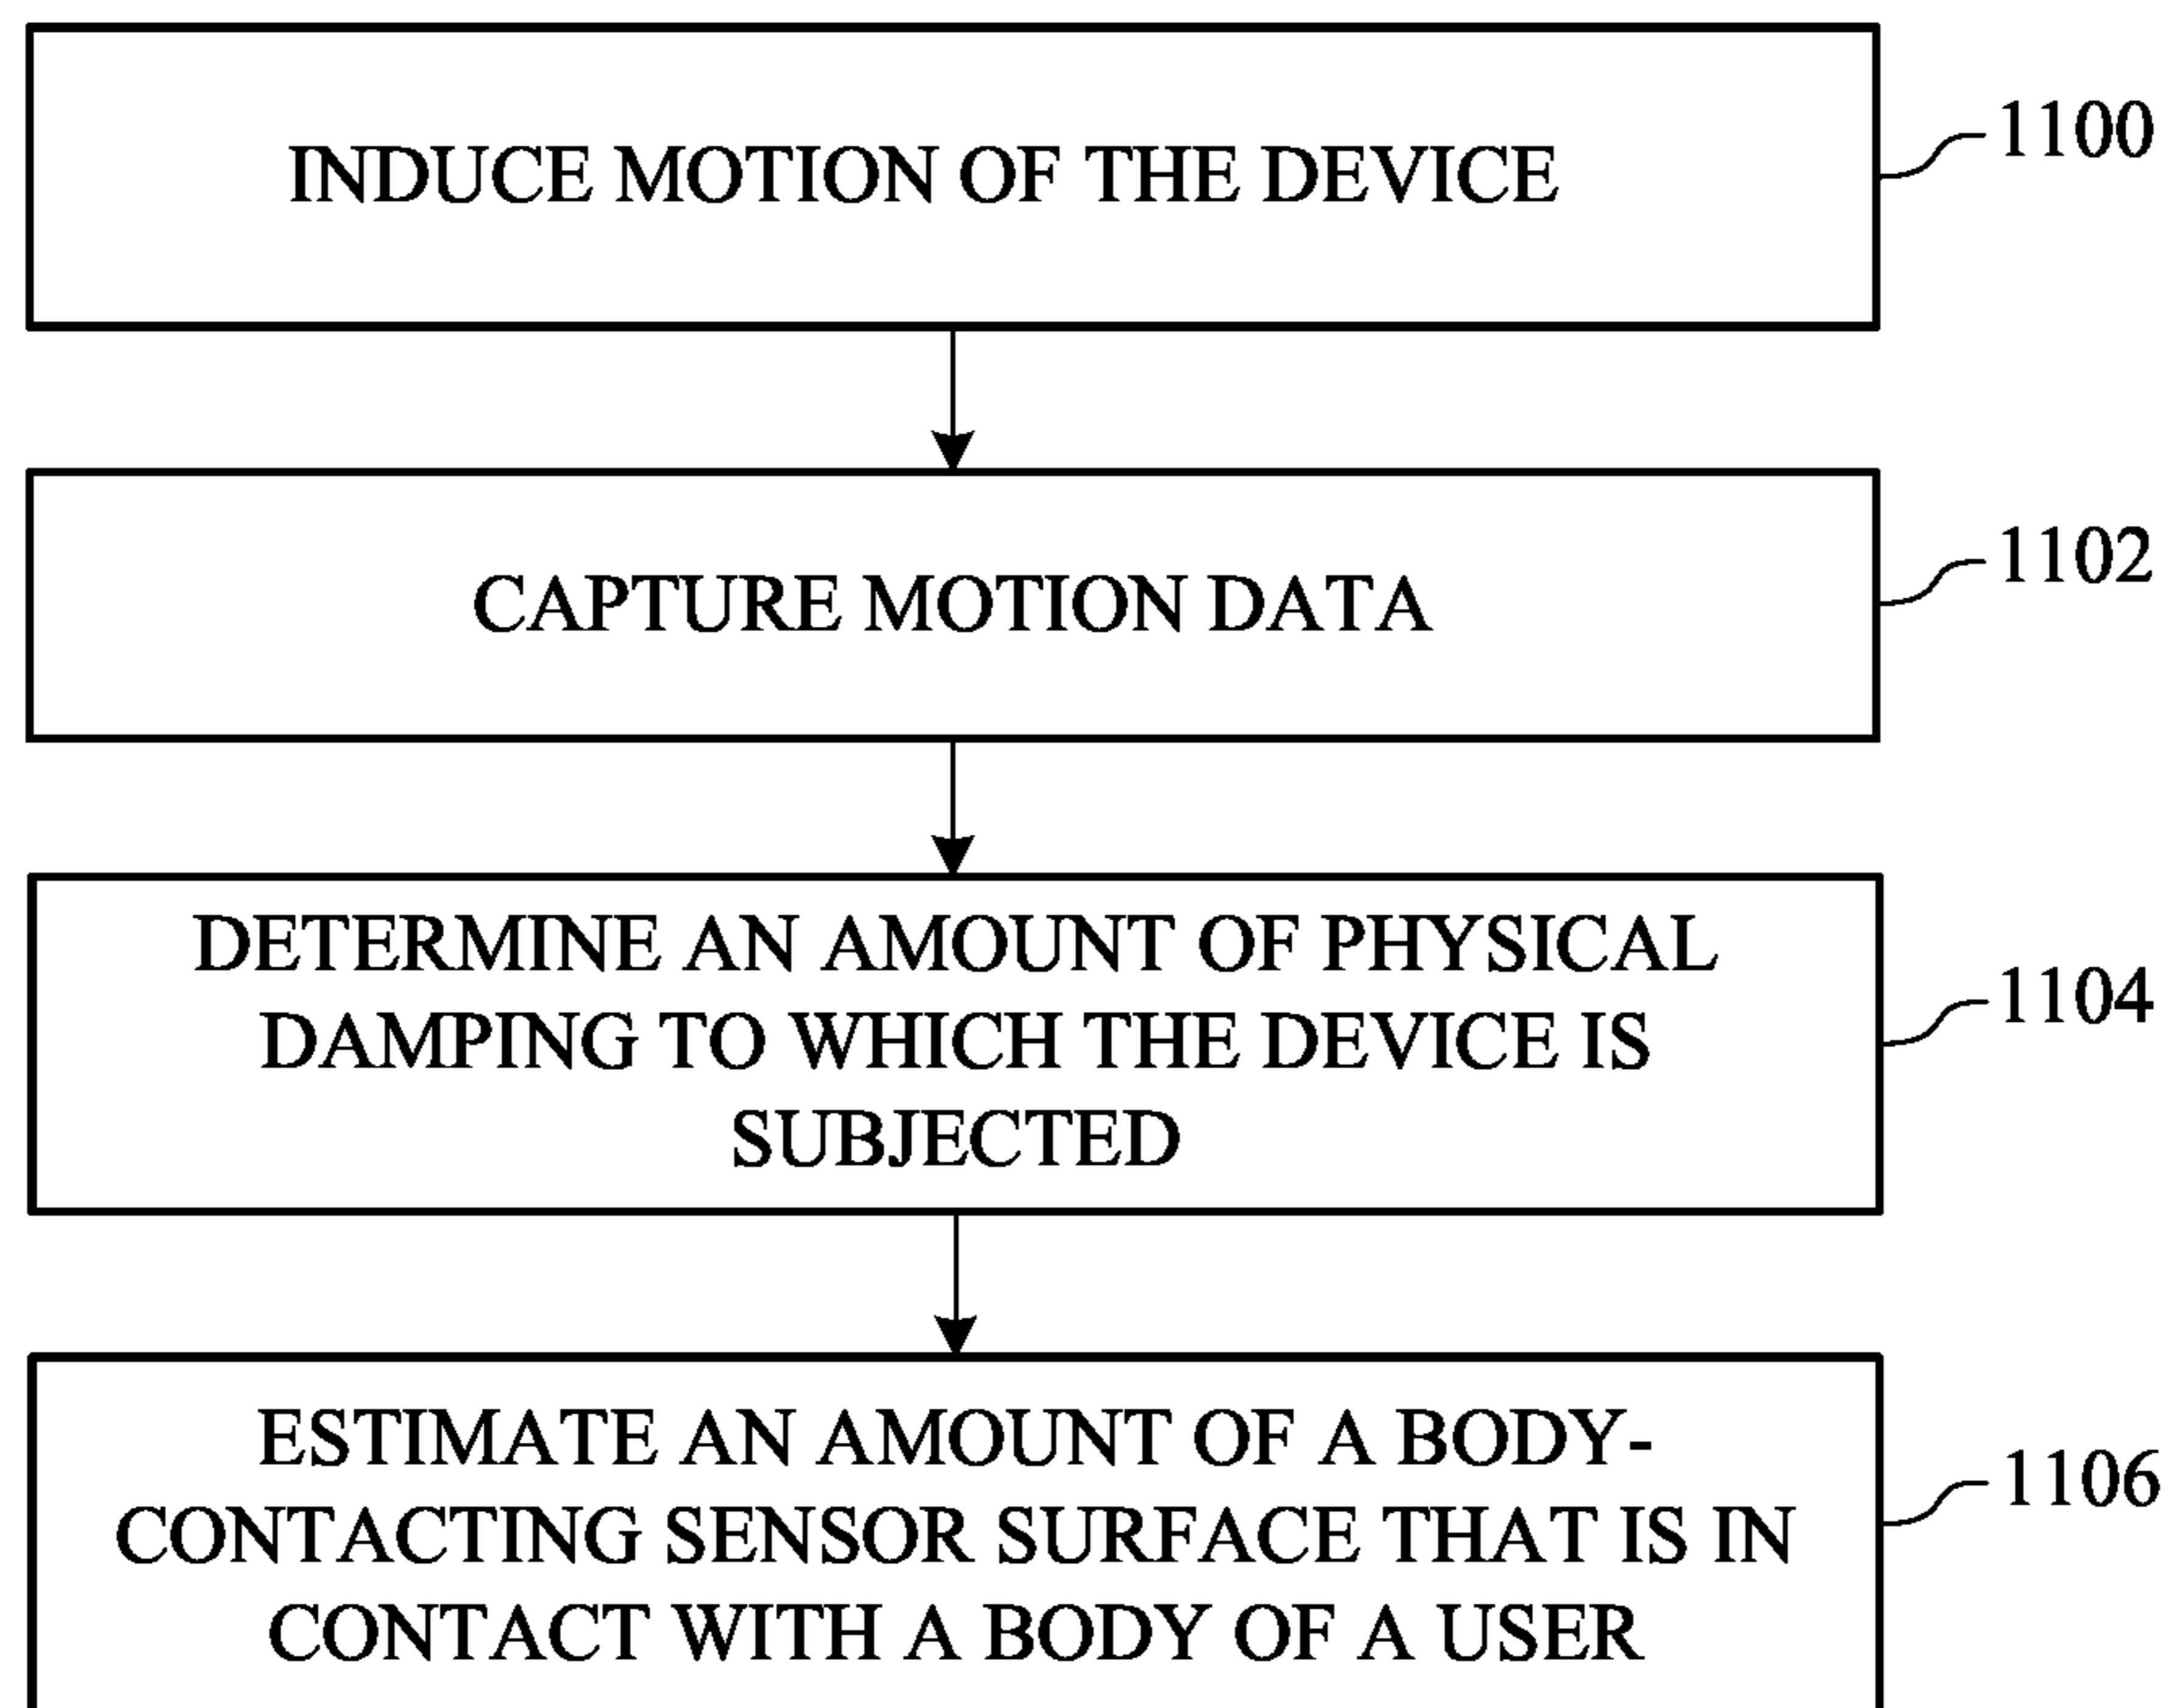 INDUCE MOTION OF THE DEVICE
1100
CAPTURE MOTION DATA
1102
DETERMINE AN AMOUNT OF PHYSICAL
DAMPING TO WHICH THE DEVICE IS
SUBJECTED
1104
ESTIMATE AN AMOUNT OF A BODY-
CONTACTING SENSOR SURFACE THAT IS IN
CONTACT WITH A BODY OF A USER
1106